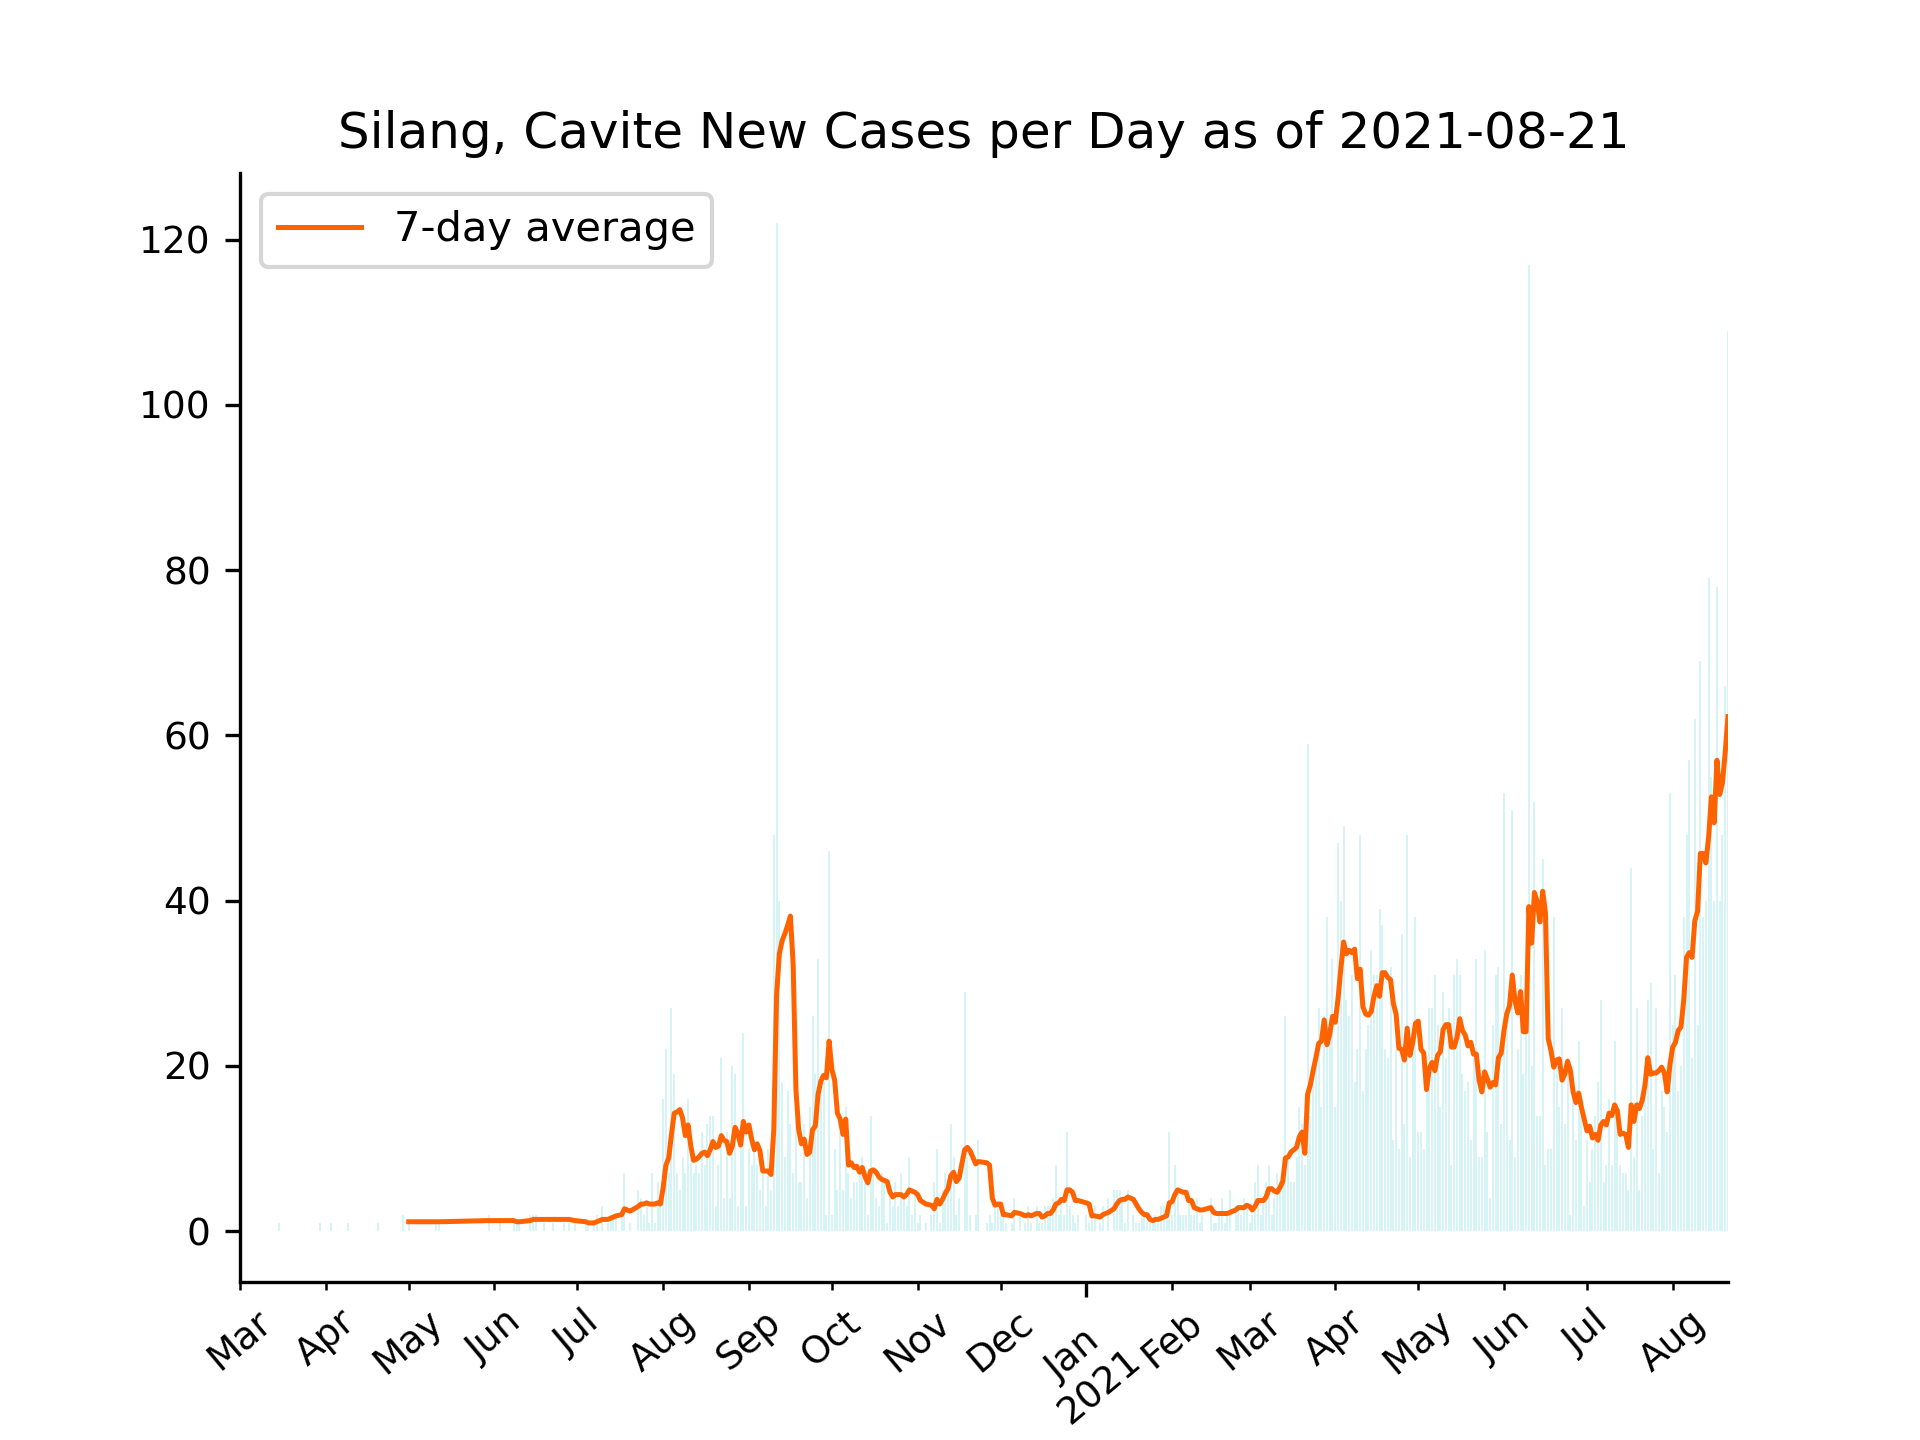 Silang, Cavite New Cases per Day as of 2021-08-21
7-day average
120
100
80
60
40
20
0
Mar Apr May Jun Jul Aug Sep Oct Nov Dec Jan Feb Mar Apr May Jun Jul Aug
2021